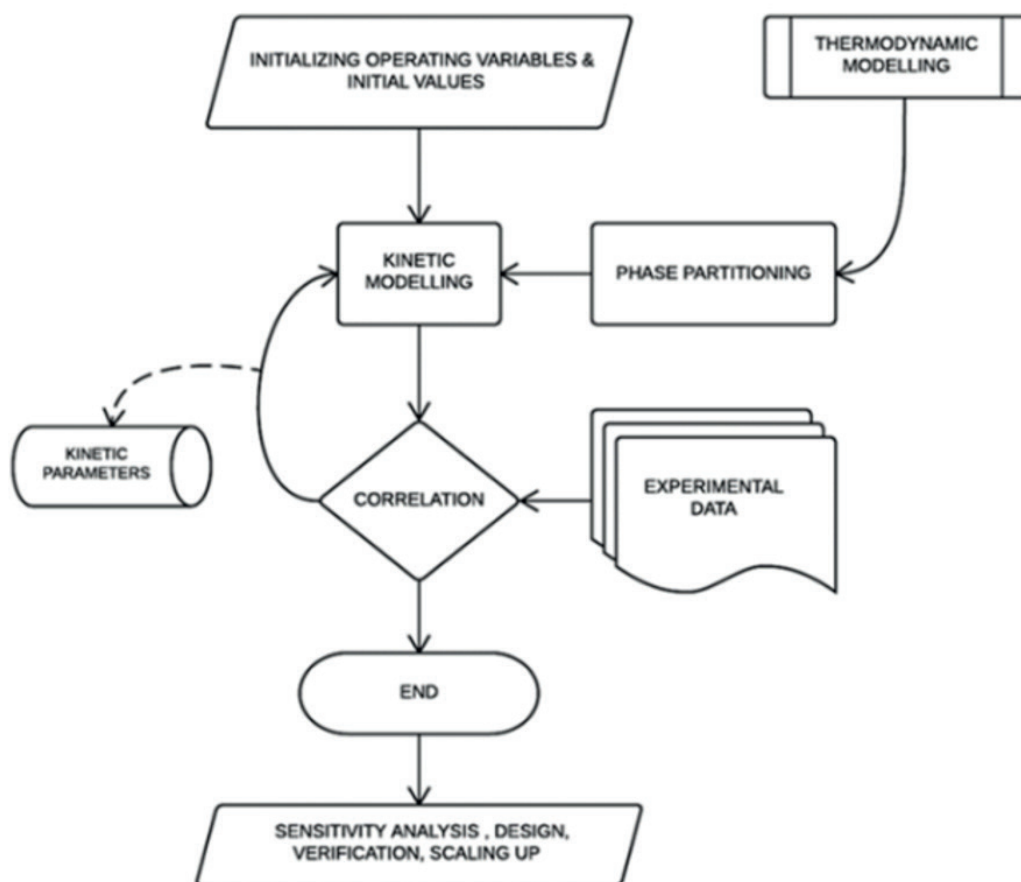 INITIALIZING OPERATING VARIABLES &
INITIAL VALUES
THERMODYNAMIC
MODELLING
KINETIC
MODELLING
PHASE PARTITIONING
KINETIC
PARAMETERS
CORRELATION
EXPERIMENTAL
DATA
END
SENSITIVITY ANALYSIS , DESIGN,
VERIFICATION, SCALING UP